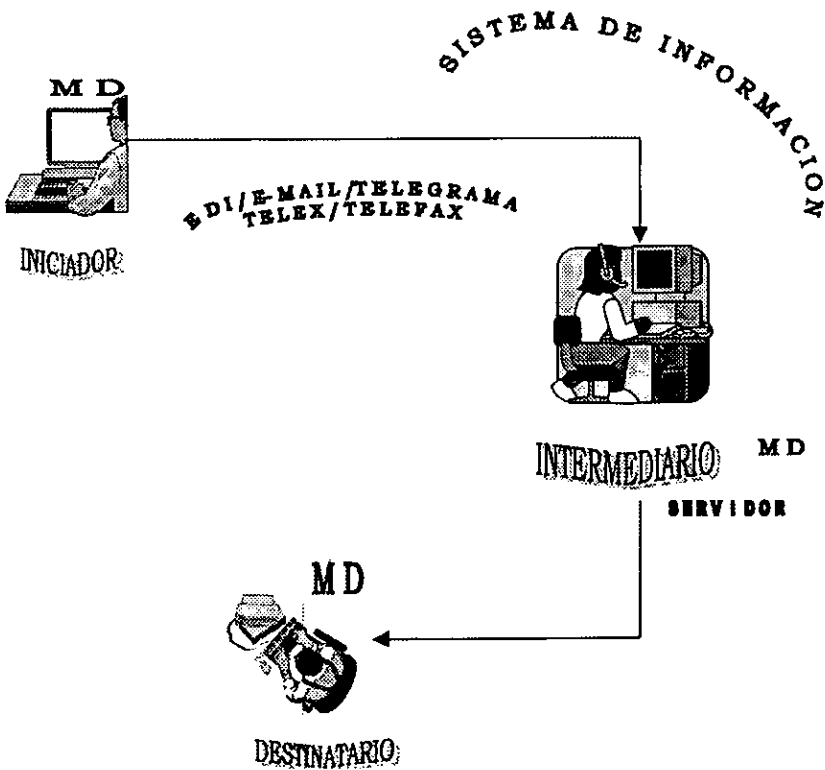 SISTEMA DE INFORMACION
M D
EDI/E-MAIL/TELEGRAMA
TELEX/TELEFAX
INICIADOR
INTERMEDIARIO
M D
SERVIDOR
M D
DESTINATARIO